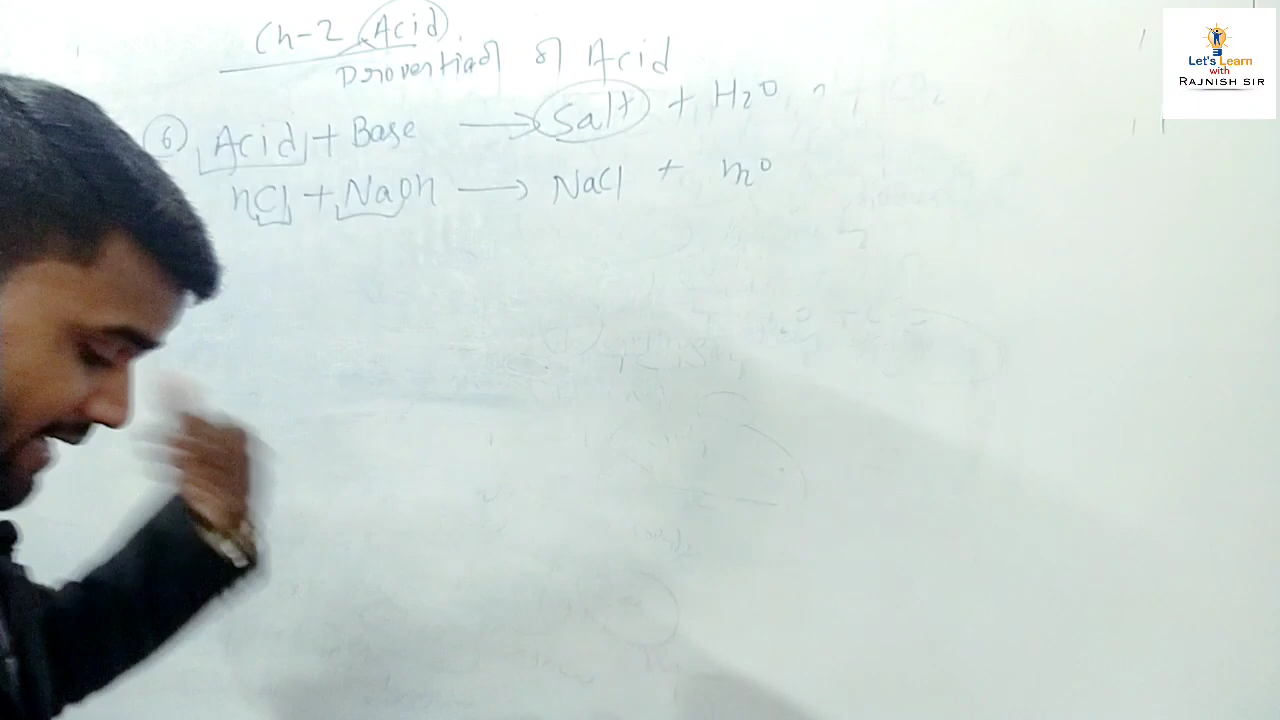 Ch-2 Acid
Properties of Acid
⑥ Acid + Base ⟶ Salt + H₂O
HCl + NaOH ⟶ NaCl + H₂O
Let's Learn
with
RAJNISH SIR